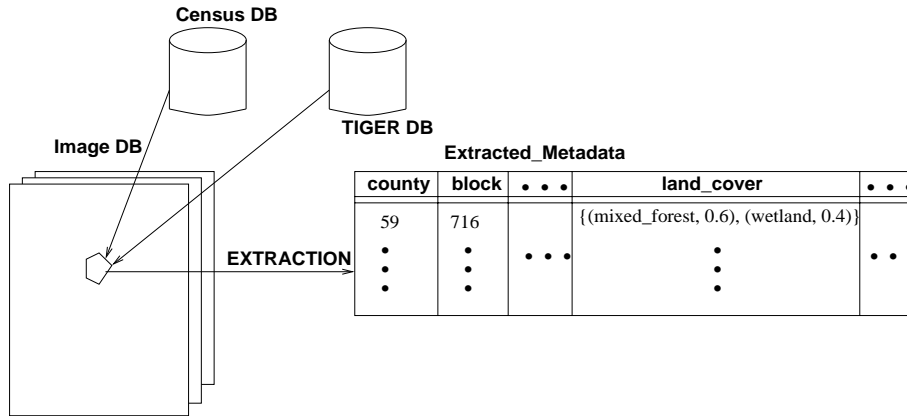 Census DB
TIGER DB
Image DB
Extracted_Metadata
county block • • • land_cover • • •
59 716 {(mixed_forest, 0.6), (wetland, 0.4)}
EXTRACTION